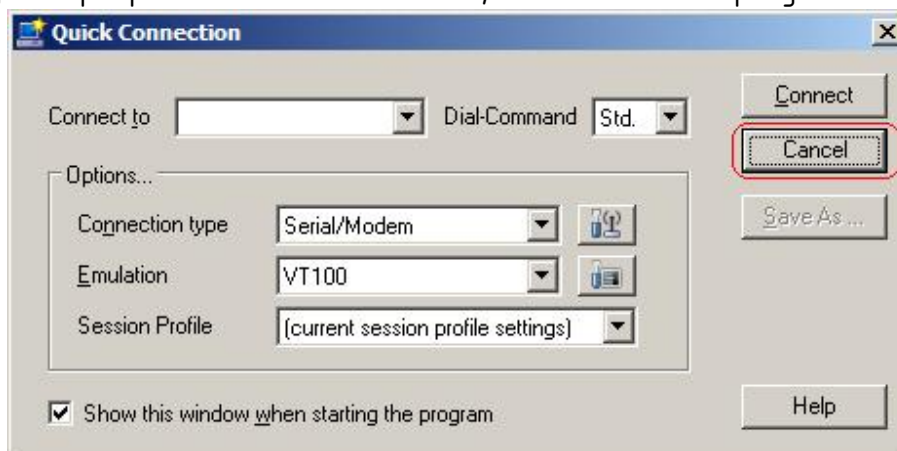 Quick Connection
Connect to
Dial-Command
Std.
Connect
Cancel
Options...
Connection type
Serial/Modem
Save As ...
Emulation
VT100
Session Profile
(current session profile settings)
Show this window when starting the program
Help